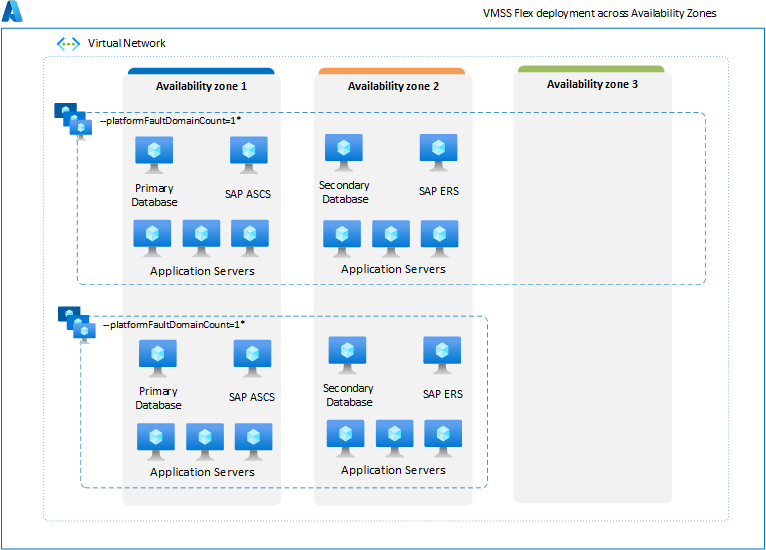 VMSS Flex deployment across Availability Zones
Virtual Network
Availability zone 1
Availability zone 2
Availability zone 3
--platformFaultDomainCount=1*
Primary
Database
SAP ASCS
Secondary
Database
SAP ERS
Application Servers
Application Servers
--platformFaultDomainCount=1*
Primary
Database
SAP ASCS
Secondary
Database
SAP ERS
Application Servers
Application Servers